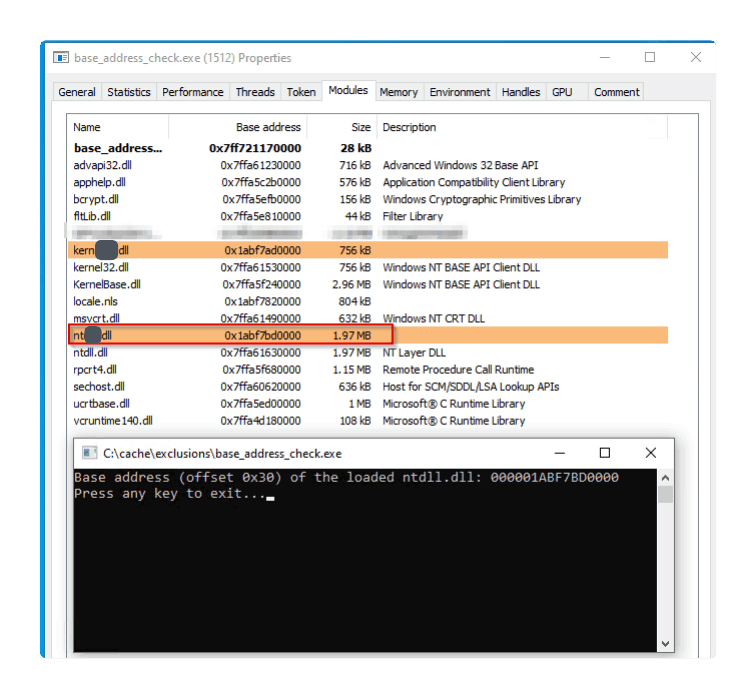 base_address_check.exe (1512) Properties
General Statistics Performance Threads Token Modules Memory Environment Handles GPU Comment
Name Base address Size Descripti
base_address... 0x7ff721170000 28 kB
advapi32.dll 0x7ffa61230000 716 kB Advanced Windows 32 Base API
apphelp.dll 0x7ffa5c2b0000 576 kB Application Compatibility Client Library
bcrypt.dll 0x7ffa5efb0000 156 kB Windows Cryptographic Primitives Library
fltLib.dll 0x7ffa5e810000 44 kB Filter Library
kern dll 0x1abf7ad0000 756 kB
kernel32.dll 0x7ffa61530000 756 kB Windows NT BASE API Client DLL
KernelBase.dll 0x7ffa5f240000 2.96 MB Windows NT BASE API Client DLL
locale.nls 0x1abf7820000 804 kB
msvcrt.dll 0x7ffa61490000 632 kB Windows NT CRT DLL
nt dll 0x1abf7bd0000 1.97 MB
ntdll.dll 0x7ffa61630000 1.97 MB NT Layer DLL
rpcrt4.dll 0x7ffa5f680000 1.15 MB Remote Procedure Call Runtime
sechost.dll 0x7ffa60620000 636 kB Host for SCM/SDDL/LSA Lookup APIs
ucrtbase.dll 0x7ffa5ed00000 1 MB Microsoft® C Runtime Library
vcruntime140.dll 0x7ffa4d180000 108 kB Microsoft® C Runtime Library
C:\cache\exclusions\base_address_check.exe
Base address (offset 0x30) of the loaded ntdll.dll: 000001ABF7BD0000
Press any key to exit..._